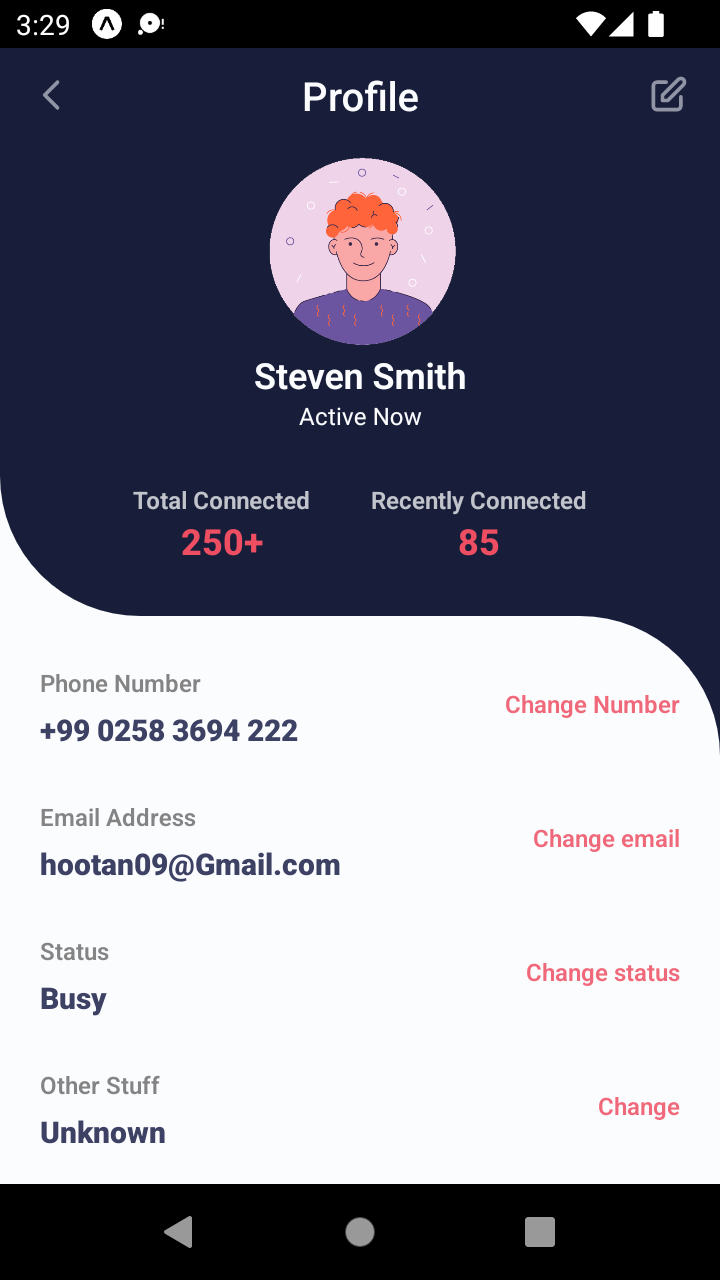 3:29
Profile
Steven Smith
Active Now
Total Connected Recently Connected
250+ 85
Phone Number
Change Number
+99 0258 3694 222
Email Address
Change email
hootan09@Gmail.com
Status
Change status
Busy
Other Stuff
Change
Unknown